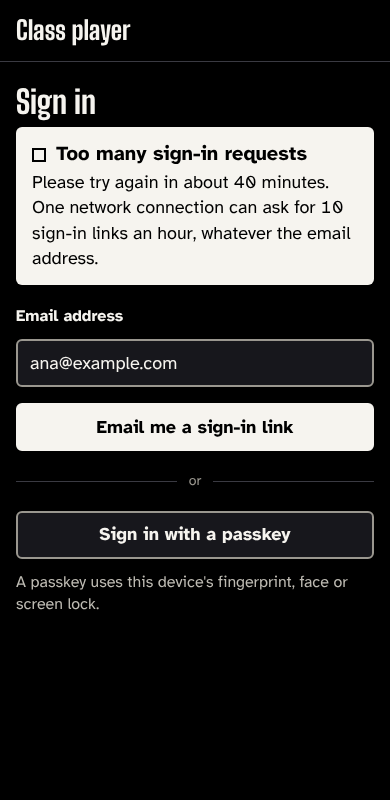 Class player
Sign in
Too many sign-in requests
Please try again in about 40 minutes.
One network connection can ask for 10
sign-in links an hour, whatever the email
address.
Email address
ana@example.com
Email me a sign-in link
or
Sign in with a passkey
A passkey uses this device's fingerprint, face or
screen lock.